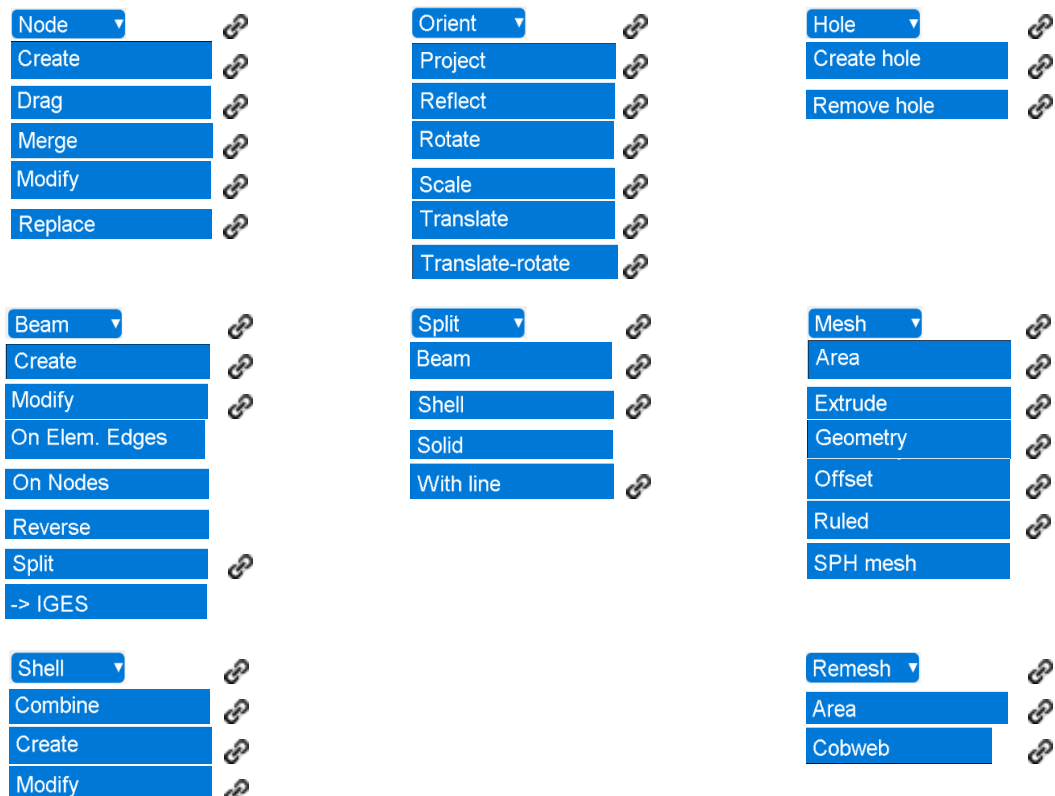 Node
Create
Drag
Merge
Modify
Replace
Orient
Project
Reflect
Rotate
Scale
Translate
Translate-rotate
Hole
Create hole
Remove hole
Beam
Create
Modify
On Elem. Edges
On Nodes
Reverse
Split
-> IGES
Split
Beam
Shell
Solid
With line
Mesh
Area
Extrude
Geometry
Offset
Ruled
SPH mesh
Shell
Combine
Create
Modify
Remesh
Area
Cobweb